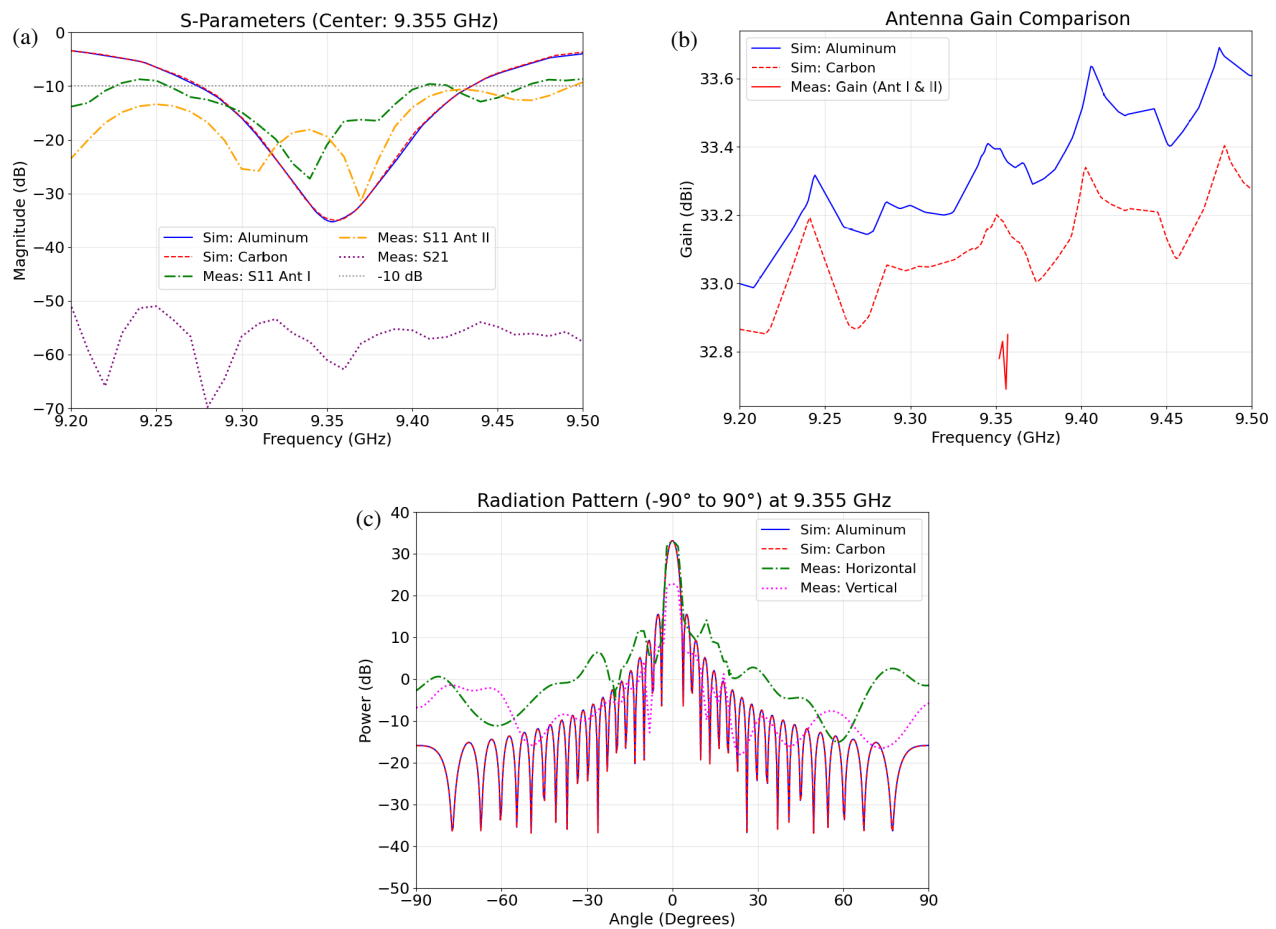 (a)
S-Parameters (Center: 9.355 GHz)
0
−10
−20
−30
−40
−50
−60
−70
Magnitude (dB)
Sim: Aluminum
Sim: Carbon
Meas: S11 Ant I
Meas: S11 Ant II
Meas: S21
-10 dB
9.20 9.25 9.30 9.35 9.40 9.45 9.50
Frequency (GHz)
(b)
Antenna Gain Comparison
Sim: Aluminum
Sim: Carbon
Meas: Gain (Ant I & II)
33.6
33.4
33.2
33.0
32.8
Gain (dBi)
9.20 9.25 9.30 9.35 9.40 9.45 9.50
Frequency (GHz)
(c)
Radiation Pattern (-90° to 90°) at 9.355 GHz
40
30
20
10
0
−10
−20
−30
−40
−50
Power (dB)
Sim: Aluminum
Sim: Carbon
Meas: Horizontal
Meas: Vertical
−90 −60 −30 0 30 60 90
Angle (Degrees)